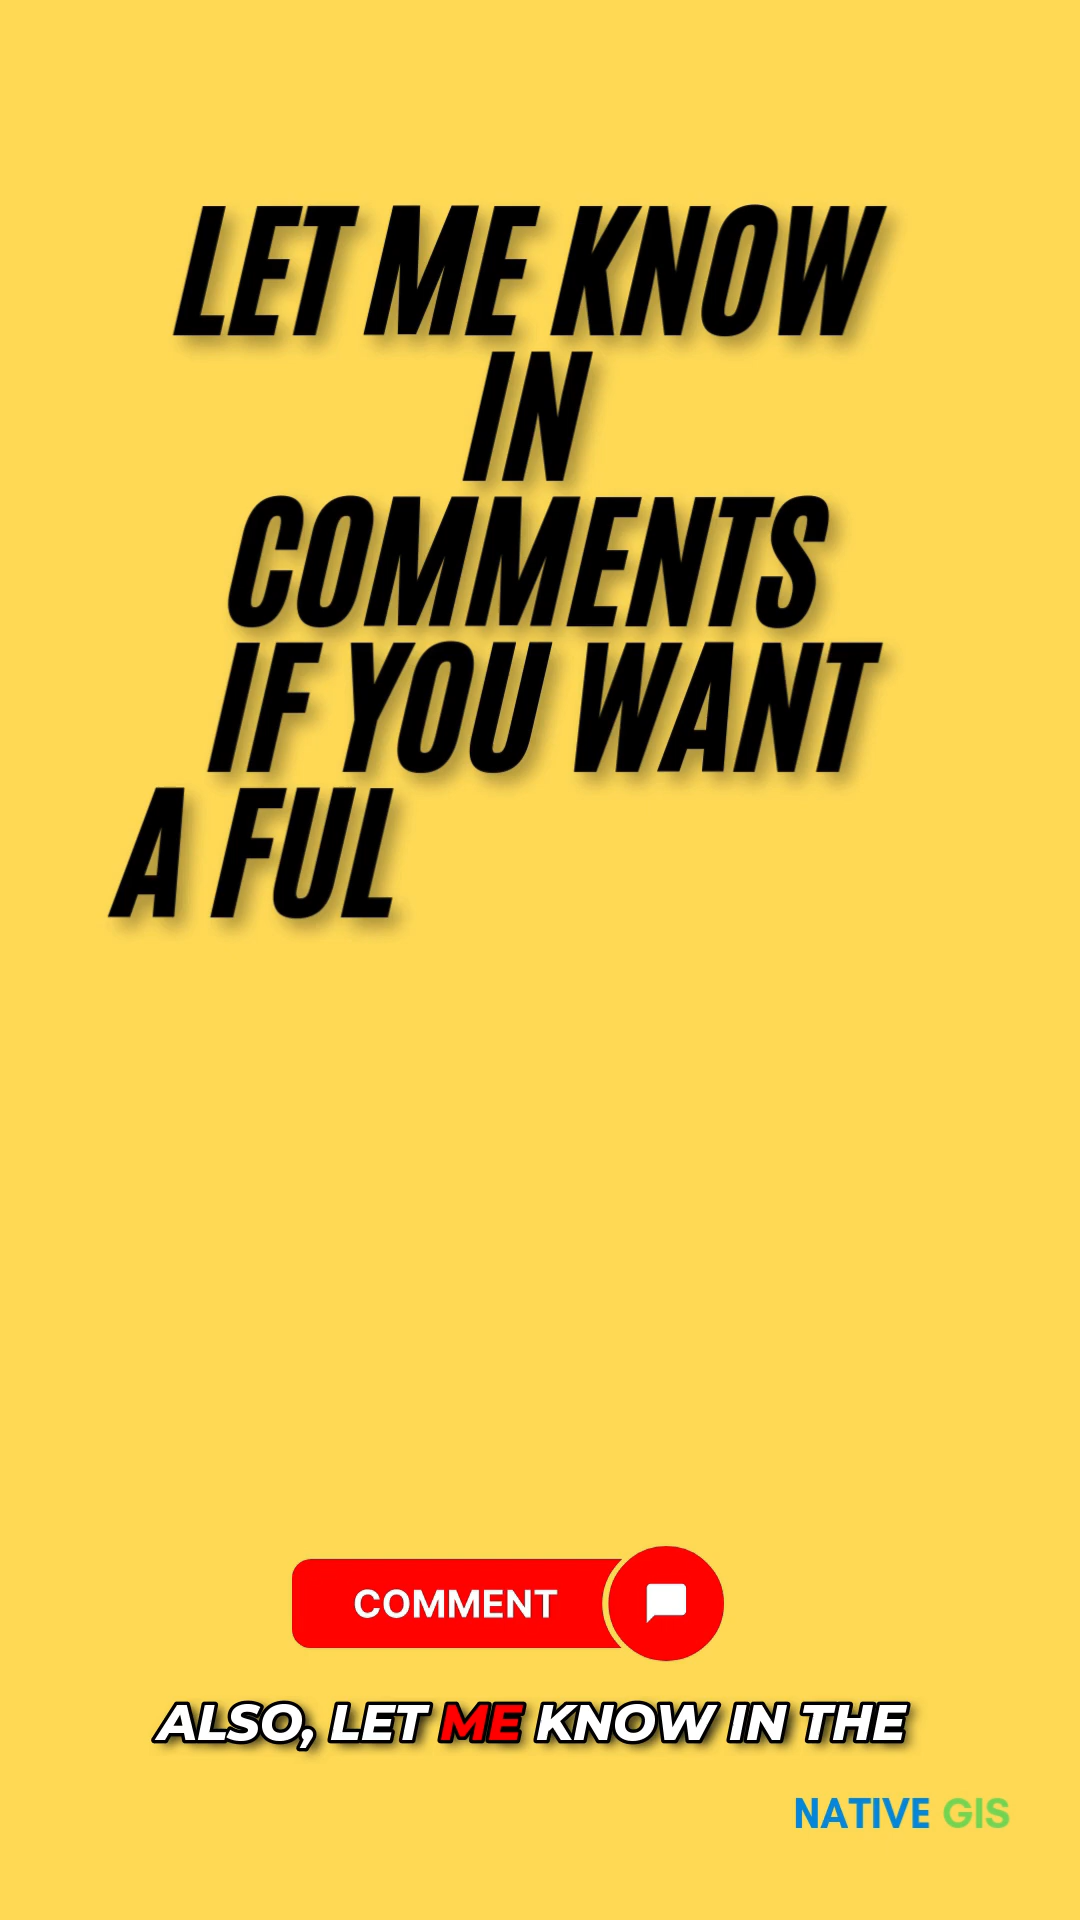 LET ME KNOW
IN
COMMENTS
IF YOU WANT
A FUL
COMMENT
ALSO, LET ME KNOW IN THE
NATIVE GIS